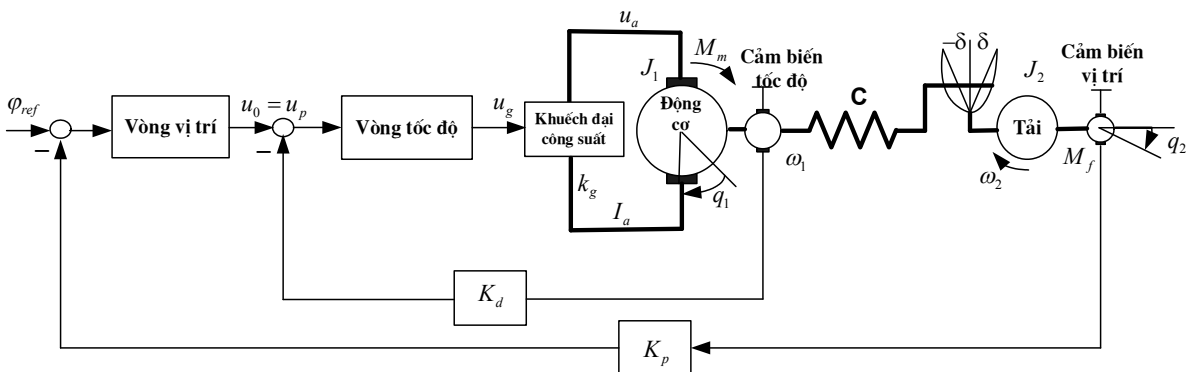 φ_ref
−
Vòng vị trí
u_0 = u_p
−
Vòng tốc độ
u_g
Khuếch đại
công suất
k_g
u_a
I_a
J_1
M_m
Động
cơ
q_1
Cảm biến
tốc độ
ω_1
C
−δ δ
J_2
Tải
ω_2
Cảm biến
vị trí
M_f
q_2
K_d
K_p